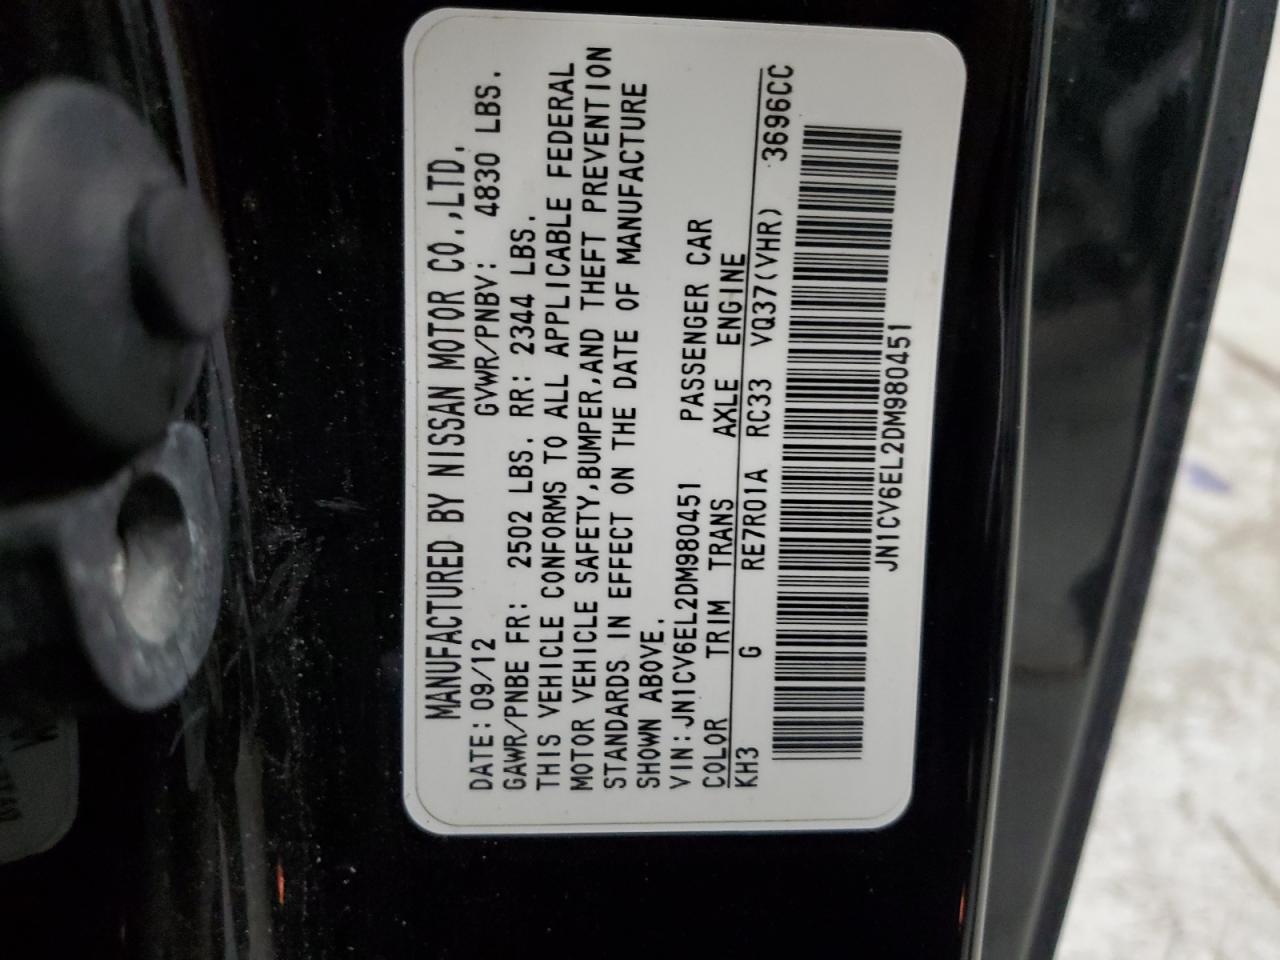 MANUFACTURED BY NISSAN MOTOR CO.,LTD.
DATE: 09/12 GVWR/PNBV: 4830 LBS.
GAWR/PNBE FR: 2502 LBS. RR: 2344 LBS.
THIS VEHICLE CONFORMS TO ALL APPLICABLE FEDERAL
MOTOR VEHICLE SAFETY,BUMPER,AND THEFT PREVENTION
STANDARDS IN EFFECT ON THE DATE OF MANUFACTURE
SHOWN ABOVE.
VIN:JN1CV6EL2DM980451 PASSENGER CAR
COLOR TRIM TRANS AXLE ENGINE
KH3 G RE7R01A RC33 VQ37(VHR) 3696CC
JN1CV6EL2DM980451